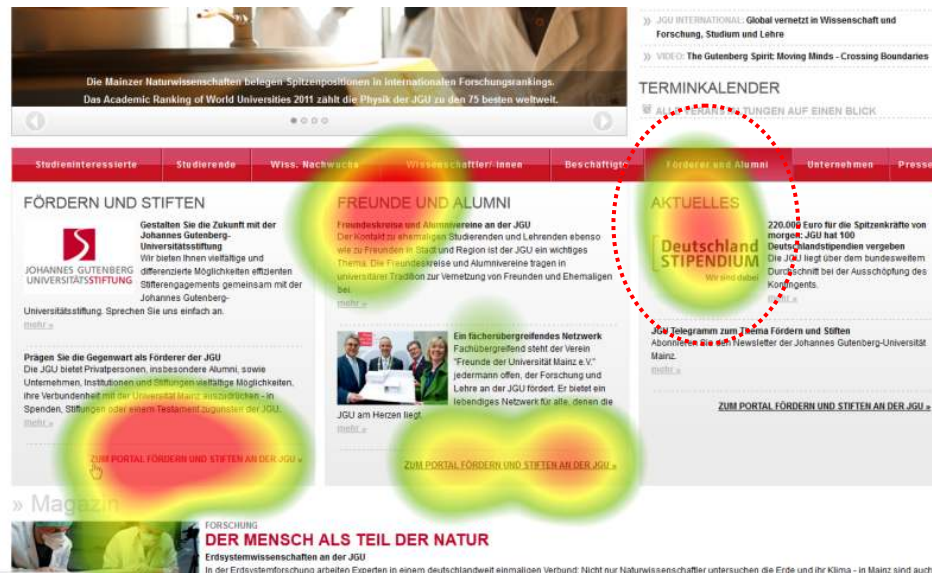 JGU INTERNATIONAL: Global vernetzt in Wissenschaft und
Forschung, Studium und Lehre
VIDEO: The Gutenberg Spirit: Moving Minds - Crossing Boundaries
TERMINKALENDER
ALLE VERANSTALTUNGEN AUF EINEN BLICK
Die Mainzer Naturwissenschaften belegen Spitzenpositionen in internationalen Forschungsrankings.
Das Academic Ranking of World Universities 2011 zählt die Physik der JGU zu den 75 besten weltweit.
Studieninteressierte Studierende Wiss. Nachwuchs Wissenschaftler/-innen Beschäftigte Förderer und Alumni Unternehmen Presse
FÖRDERN UND STIFTEN
Gestalten Sie die Zukunft mit der
Johannes Gutenberg-
Universitätsstiftung
JOHANNES GUTENBERG
UNIVERSITÄTSSTIFTUNG
Wir bieten Ihnen vielfältige und
differenzierte Möglichkeiten effizienten
Stifterengagements gemeinsam mit der
Johannes Gutenberg-
Universitätsstiftung. Sprechen Sie uns einfach an.
mehr »
Prägen Sie die Gegenwart als Förderer der JGU
Die JGU bietet Privatpersonen, insbesondere Alumni, sowie
Unternehmen, Institutionen und Stiftungen vielfältige Möglichkeiten,
ihre Verbundenheit mit der Universität Mainz auszudrücken - in
Spenden, Stiftungen oder einem Testament zugunsten der JGU.
mehr »
ZUM PORTAL FÖRDERN UND STIFTEN AN DER JGU »
FREUNDE UND ALUMNI
Freundeskreise und Alumnivereine an der JGU
Der Kontakt zu ehemaligen Studierenden und Lehrenden ebenso
wie zu Freunden in Stadt und Region ist der JGU ein wichtiges
Thema. Die Freundeskreise und Alumnivereine tragen in
universitärer Tradition zur Vernetzung von Freunden und Ehemaligen
bei.
mehr »
Ein fächerübergreifendes Netzwerk
Fachübergreifend steht der Verein
"Freunde der Universität Mainz e.V."
jedermann offen, der Forschung und
Lehre an der JGU fördert. Er bietet ein
lebendiges Netzwerk für alle, denen die
JGU am Herzen liegt.
mehr »
ZUM PORTAL FÖRDERN UND STIFTEN AN DER JGU »
AKTUELLES
Deutschland
STIPENDIUM
Wir sind dabei
220.000 Euro für die Spitzenkräfte von
morgen: JGU hat 100
Deutschlandstipendien vergeben
Die JGU liegt über dem bundesweitem
Durchschnitt bei der Ausschöpfung des
Kontingents.
mehr »
JGU Telegramm zum Thema Fördern und Stiften
Abonnieren Sie den Newsletter der Johannes Gutenberg-Universität
Mainz.
mehr »
ZUM PORTAL FÖRDERN UND STIFTEN AN DER JGU »
» Magazin
FORSCHUNG
DER MENSCH ALS TEIL DER NATUR
Erdsystemwissenschaften an der JGU
In der Erdsystemforschung arbeiten Experten in einem deutschlandweit einmaligen Verbund: Nicht nur Naturwissenschaftler untersuchen die Erde und ihr Klima - in Mainz sind auch